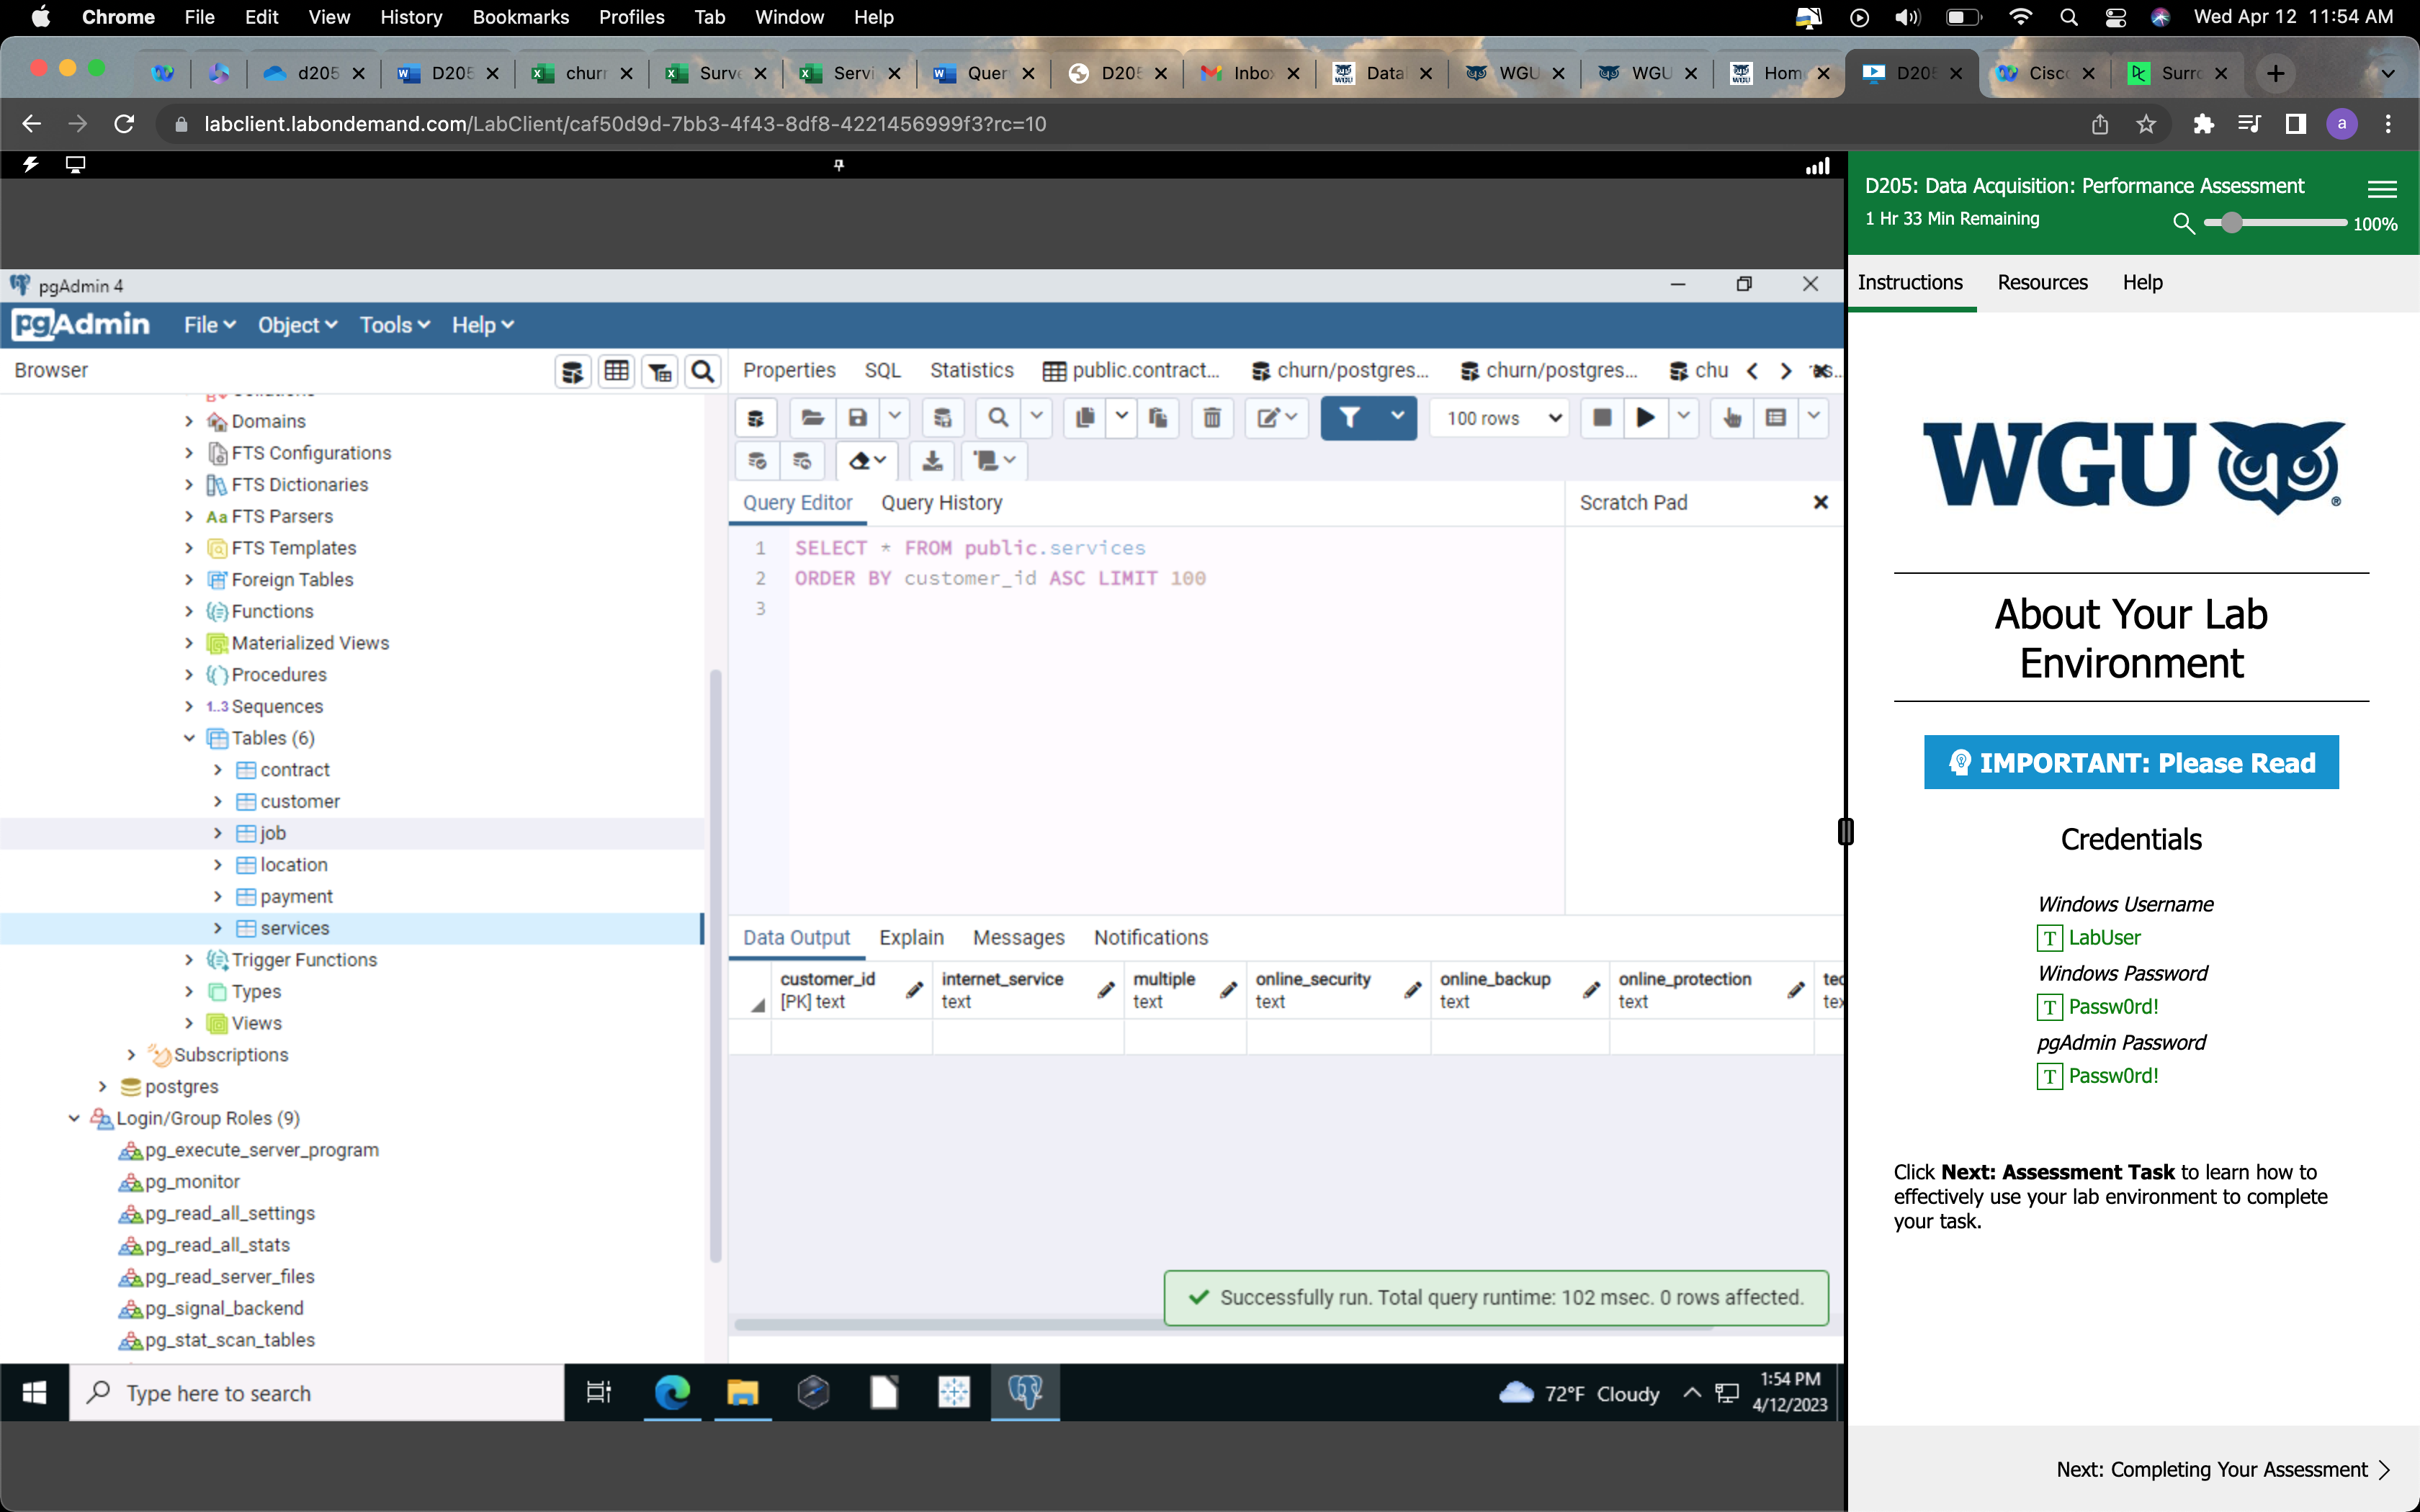 Chrome File Edit View History Bookmarks Profiles Tab Window Help Wed Apr 12 11:54 AM
d205 D205 churn Surve Servi Quer D205 Inbo Data WGU WGU Hom D205 Cisc Surro
labclient.labondemand.com/LabClient/caf50d9d-7bb3-4f43-8df8-4221456999f3?rc=10
a
pgAdmin 4
pgAdmin File Object Tools Help
Browser
Domains
FTS Configurations
FTS Dictionaries
Aa FTS Parsers
FTS Templates
Foreign Tables
Functions
Materialized Views
Procedures
1..3 Sequences
Tables (6)
contract
customer
job
location
payment
services
Trigger Functions
Types
Views
Subscriptions
postgres
Login/Group Roles (9)
pg_execute_server_program
pg_monitor
pg_read_all_settings
pg_read_all_stats
pg_read_server_files
pg_signal_backend
pg_stat_scan_tables
Properties SQL Statistics public.contract... churn/postgres... churn/postgres... chu
100 rows
Query Editor Query History Scratch Pad
1 SELECT * FROM public.services
2 ORDER BY customer_id ASC LIMIT 100
3
Data Output Explain Messages Notifications
customer_id internet_service multiple online_security online_backup online_protection tec
[PK] text text text text text text tex
Successfully run. Total query runtime: 102 msec. 0 rows affected.
Type here to search
72°F Cloudy
1:54 PM
4/12/2023
D205: Data Acquisition: Performance Assessment
1 Hr 33 Min Remaining
100%
Instructions Resources Help
WGU
About Your Lab
Environment
IMPORTANT: Please Read
Credentials
Windows Username
T LabUser
Windows Password
T Passw0rd!
pgAdmin Password
T Passw0rd!
Click Next: Assessment Task to learn how to
effectively use your lab environment to complete
your task.
Next: Completing Your Assessment